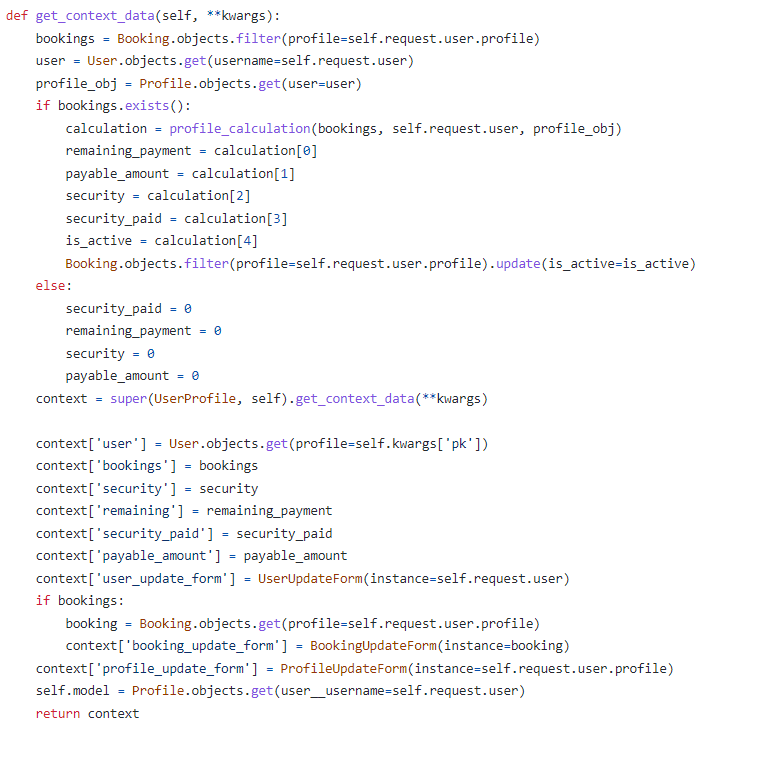 def get_context_data(self, **kwargs):
    bookings = Booking.objects.filter(profile=self.request.user.profile)
    user = User.objects.get(username=self.request.user)
    profile_obj = Profile.objects.get(user=user)
    if bookings.exists():
        calculation = profile_calculation(bookings, self.request.user, profile_obj)
        remaining_payment = calculation[0]
        payable_amount = calculation[1]
        security = calculation[2]
        security_paid = calculation[3]
        is_active = calculation[4]
        Booking.objects.filter(profile=self.request.user.profile).update(is_active=is_active)
    else:
        security_paid = 0
        remaining_payment = 0
        security = 0
        payable_amount = 0
    context = super(UserProfile, self).get_context_data(**kwargs)

    context['user'] = User.objects.get(profile=self.kwargs['pk'])
    context['bookings'] = bookings
    context['security'] = security
    context['remaining'] = remaining_payment
    context['security_paid'] = security_paid
    context['payable_amount'] = payable_amount
    context['user_update_form'] = UserUpdateForm(instance=self.request.user)
    if bookings:
        booking = Booking.objects.get(profile=self.request.user.profile)
        context['booking_update_form'] = BookingUpdateForm(instance=booking)
    context['profile_update_form'] = ProfileUpdateForm(instance=self.request.user.profile)
    self.model = Profile.objects.get(user__username=self.request.user)
    return context